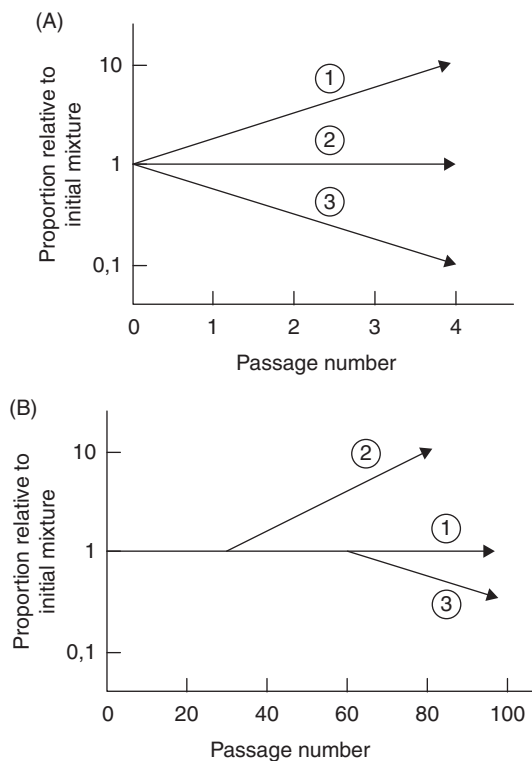 (A)
Proportion relative to
initial mixture
10
1
0,1
1
2
3
0 1 2 3 4
Passage number
(B)
Proportion relative to
initial mixture
10
1
0,1
2
1
3
0 20 40 60 80 100
Passage number